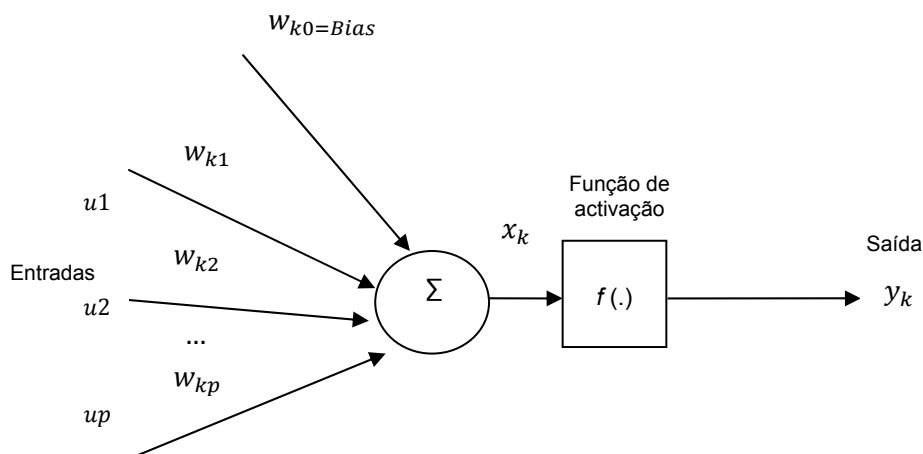 w_{k0=Bias}
w_{k1}
u1
w_{k2}
Entradas
u2
...
w_{kp}
up
Σ
x_k
Função de
activação
f (.)
Saída
y_k